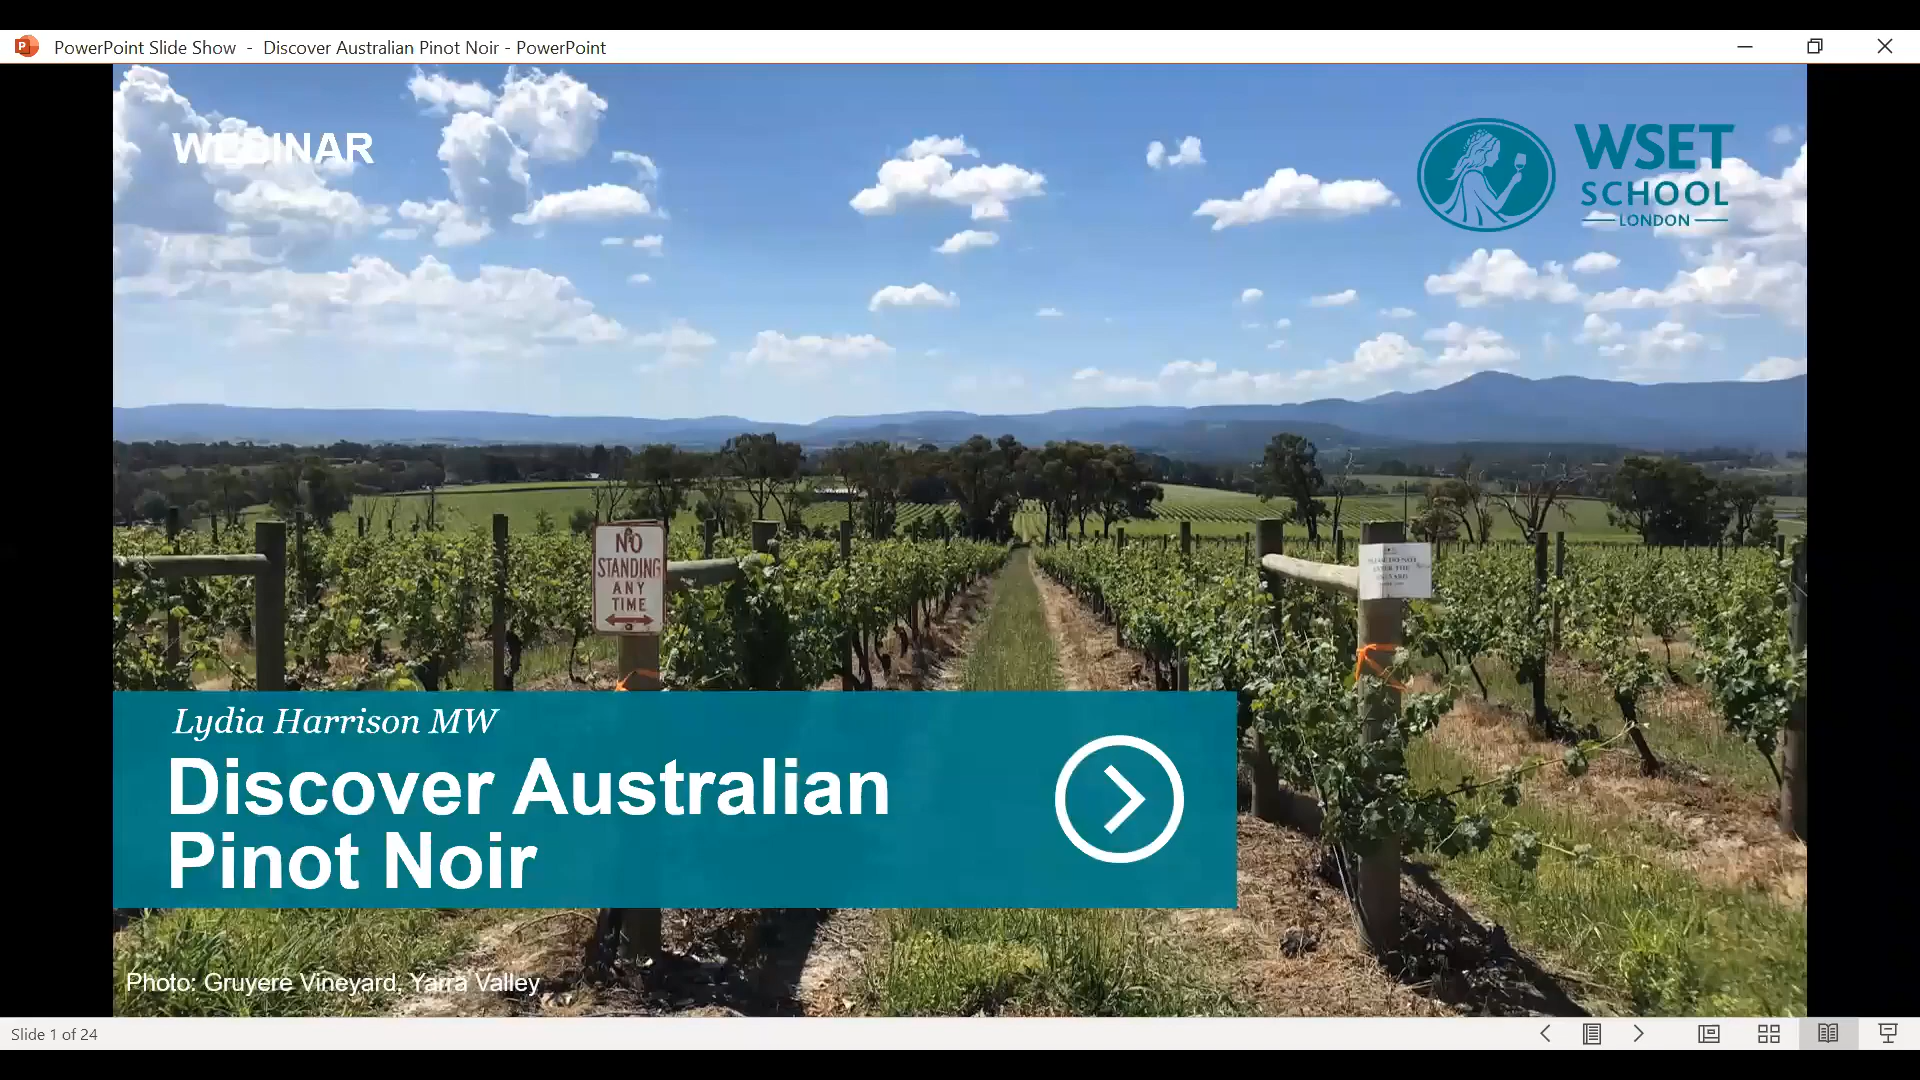 PowerPoint Slide Show - Discover Australian Pinot Noir - PowerPoint
WEBINAR
WSET
SCHOOL
LONDON
NO
STANDING
ANY
TIME
Lydia Harrison MW
Discover Australian
Pinot Noir
Photo: Gruyere Vineyard, Yarra Valley
Slide 1 of 24